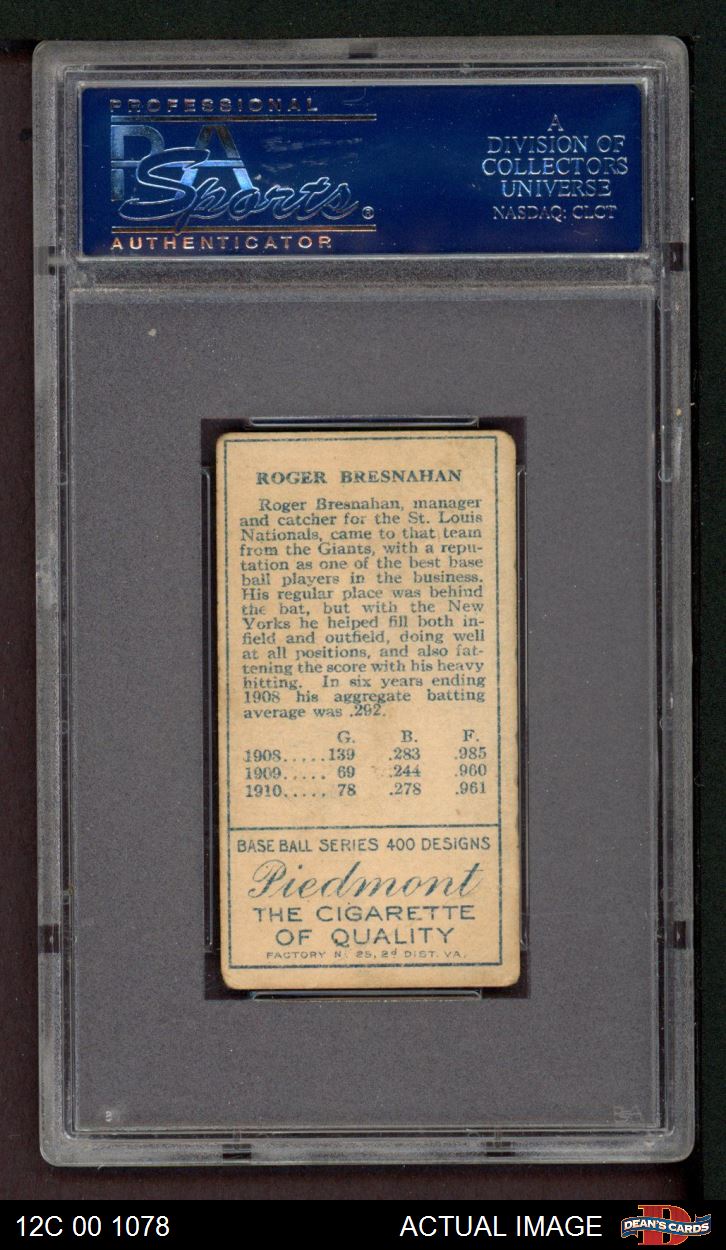 PROFESSIONAL
PSA
Sports®
AUTHENTICATOR
A
DIVISION OF
COLLECTORS
UNIVERSE
NASDAQ: CLCT
ROGER BRESNAHAN
Roger Bresnahan, manager
and catcher for the St. Louis
Nationals, came to that team
from the Giants, with a repu-
tation as one of the best base
ball players in the business.
His regular place was behind
the bat, but with the New
Yorks he helped fill both in-
field and outfield, doing well
at all positions, and also fat-
tening the score with his heavy
hitting. In six years ending
1908 his aggregate batting
average was .292.
G. B. F.
1908.....139 .283 .985
1909..... 69 .244 .960
1910..... 78 .278 .961
BASE BALL SERIES 400 DESIGNS
Piedmont
THE CIGARETTE
OF QUALITY
FACTORY No. 25, 2d DIST. VA.
PSA
12C 00 1078
ACTUAL IMAGE
D
DEAN'S CARDS